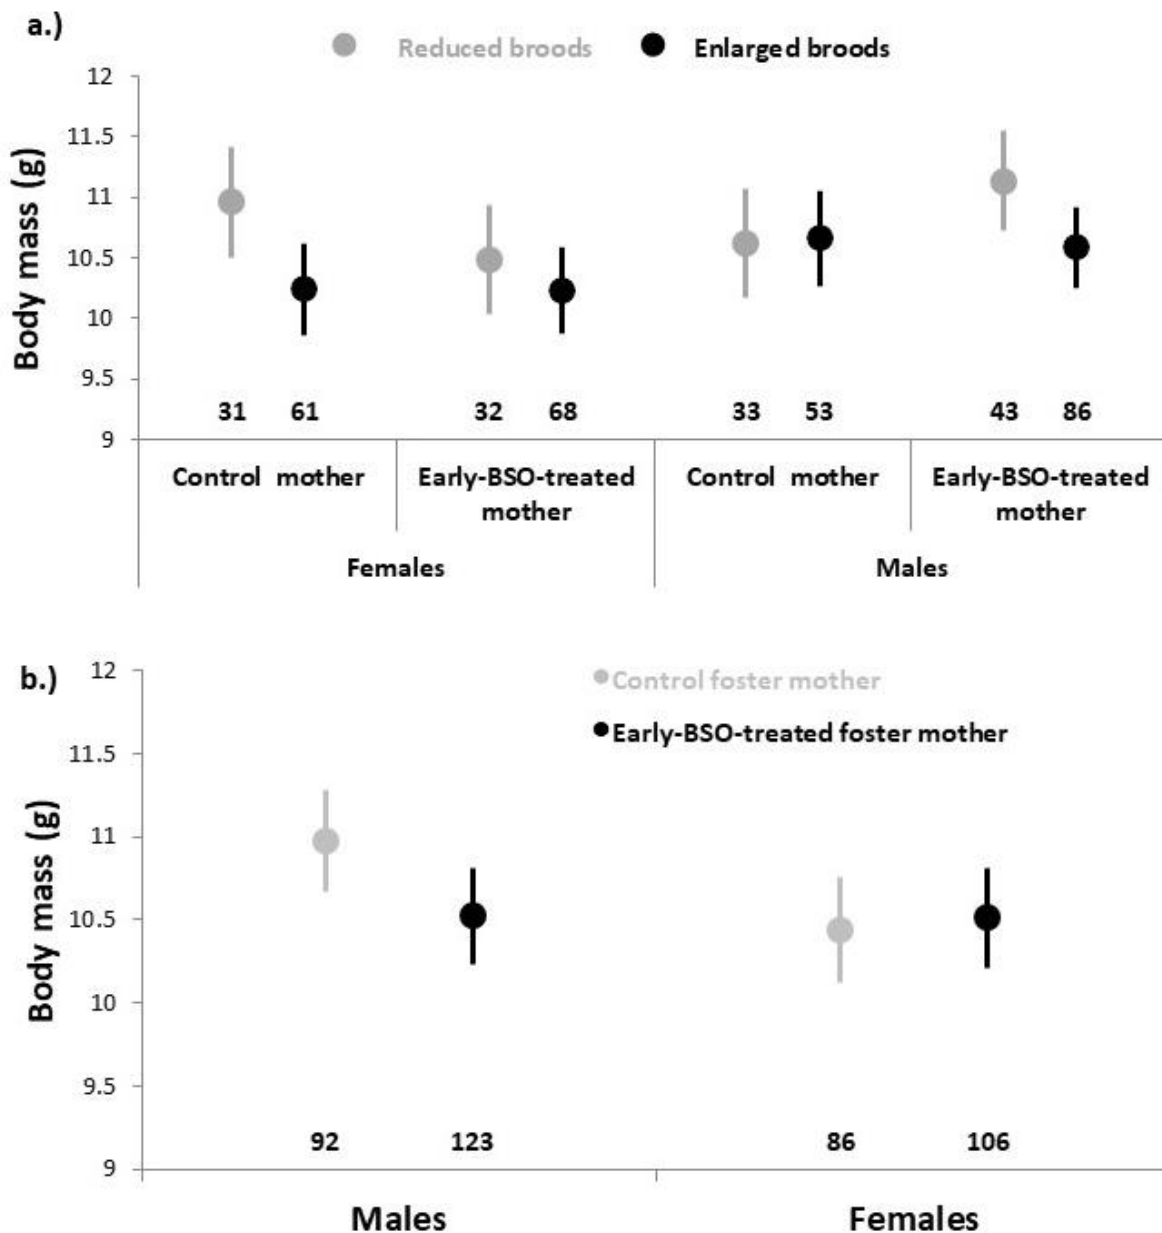 a.)
Reduced broods Enlarged broods
12
11.5
11
10.5
10
9.5
9
Body mass (g)
31 61 32 68 33 53 43 86
Control mother Early-BSO-treated mother Control mother Early-BSO-treated mother
Females Males
b.)
Control foster mother
Early-BSO-treated foster mother
12
11.5
11
10.5
10
9.5
9
Body mass (g)
92 123 86 106
Males Females